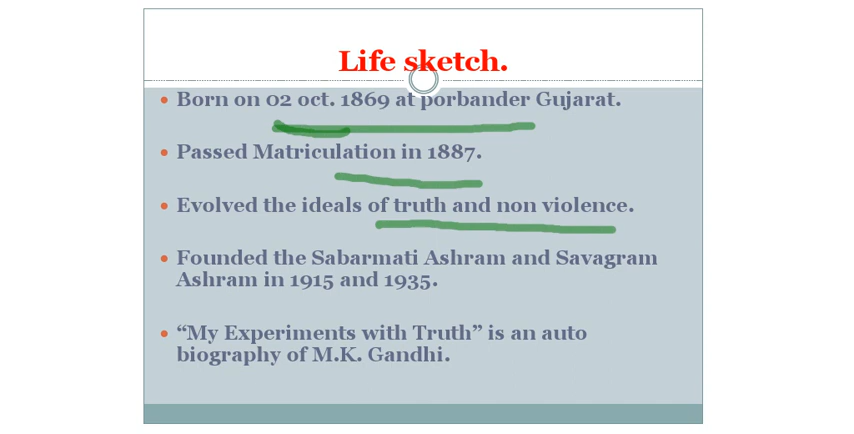 Life sketch.
Born on 02 oct. 1869 at porbander Gujarat.
Passed Matriculation in 1887.
Evolved the ideals of truth and non violence.
Founded the Sabarmati Ashram and Savagram
Ashram in 1915 and 1935.
“My Experiments with Truth” is an auto
biography of M.K. Gandhi.